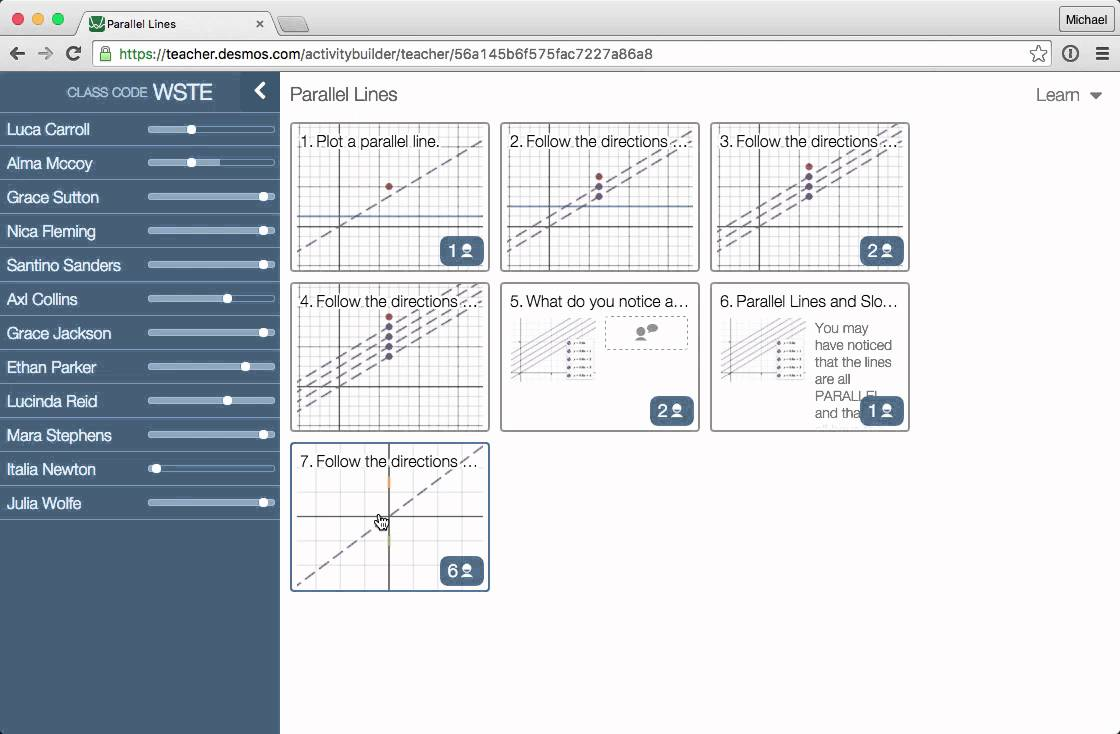 Parallel Lines
Michael
https://teacher.desmos.com/activitybuilder/teacher/56a145b6f575fac7227a86a8
CLASS CODE WSTE
Parallel Lines
Learn
Luca Carroll
Alma Mccoy
Grace Sutton
Nica Fleming
Santino Sanders
Axl Collins
Grace Jackson
Ethan Parker
Lucinda Reid
Mara Stephens
Italia Newton
Julia Wolfe
1. Plot a parallel line.
1
2. Follow the directions ...
3. Follow the directions ...
2
4. Follow the directions ...
5. What do you notice a...
2
6. Parallel Lines and Slo...
You may
have noticed
that the lines
are all
PARALLEL
and tha
1
7. Follow the directions ...
6